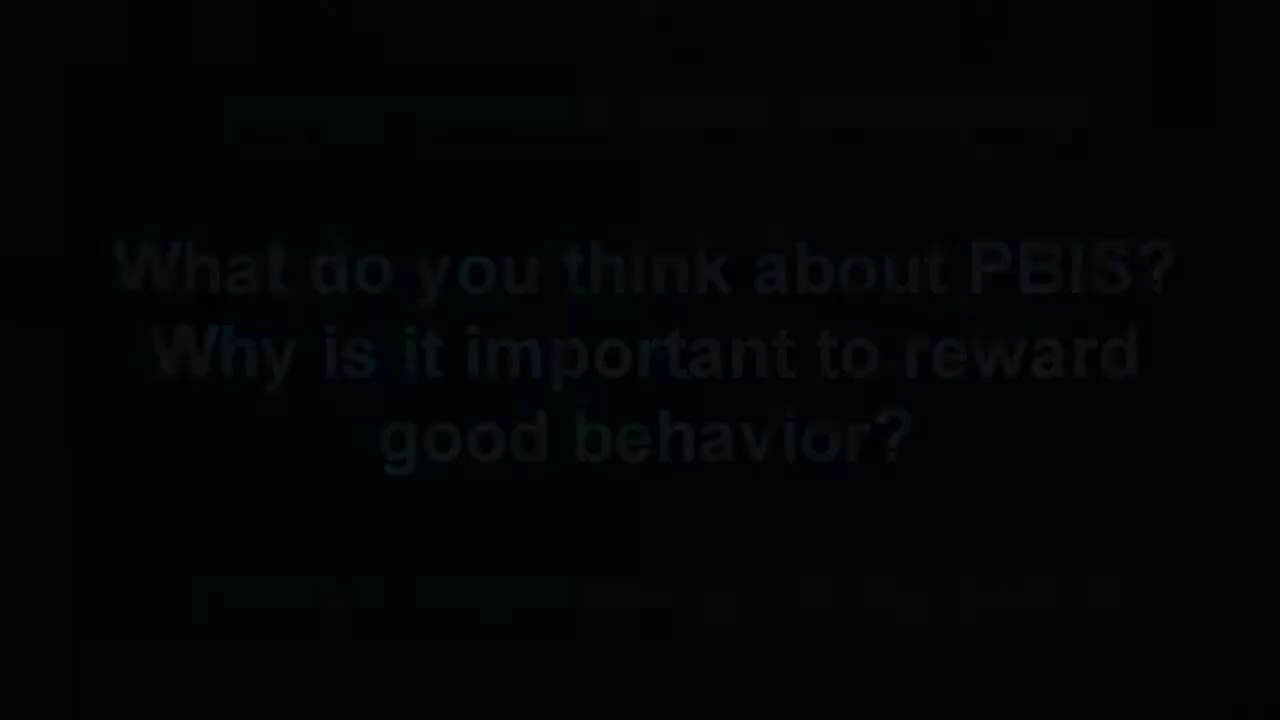 What do you think about PBIS?
Why is it important to reward
good behavior?